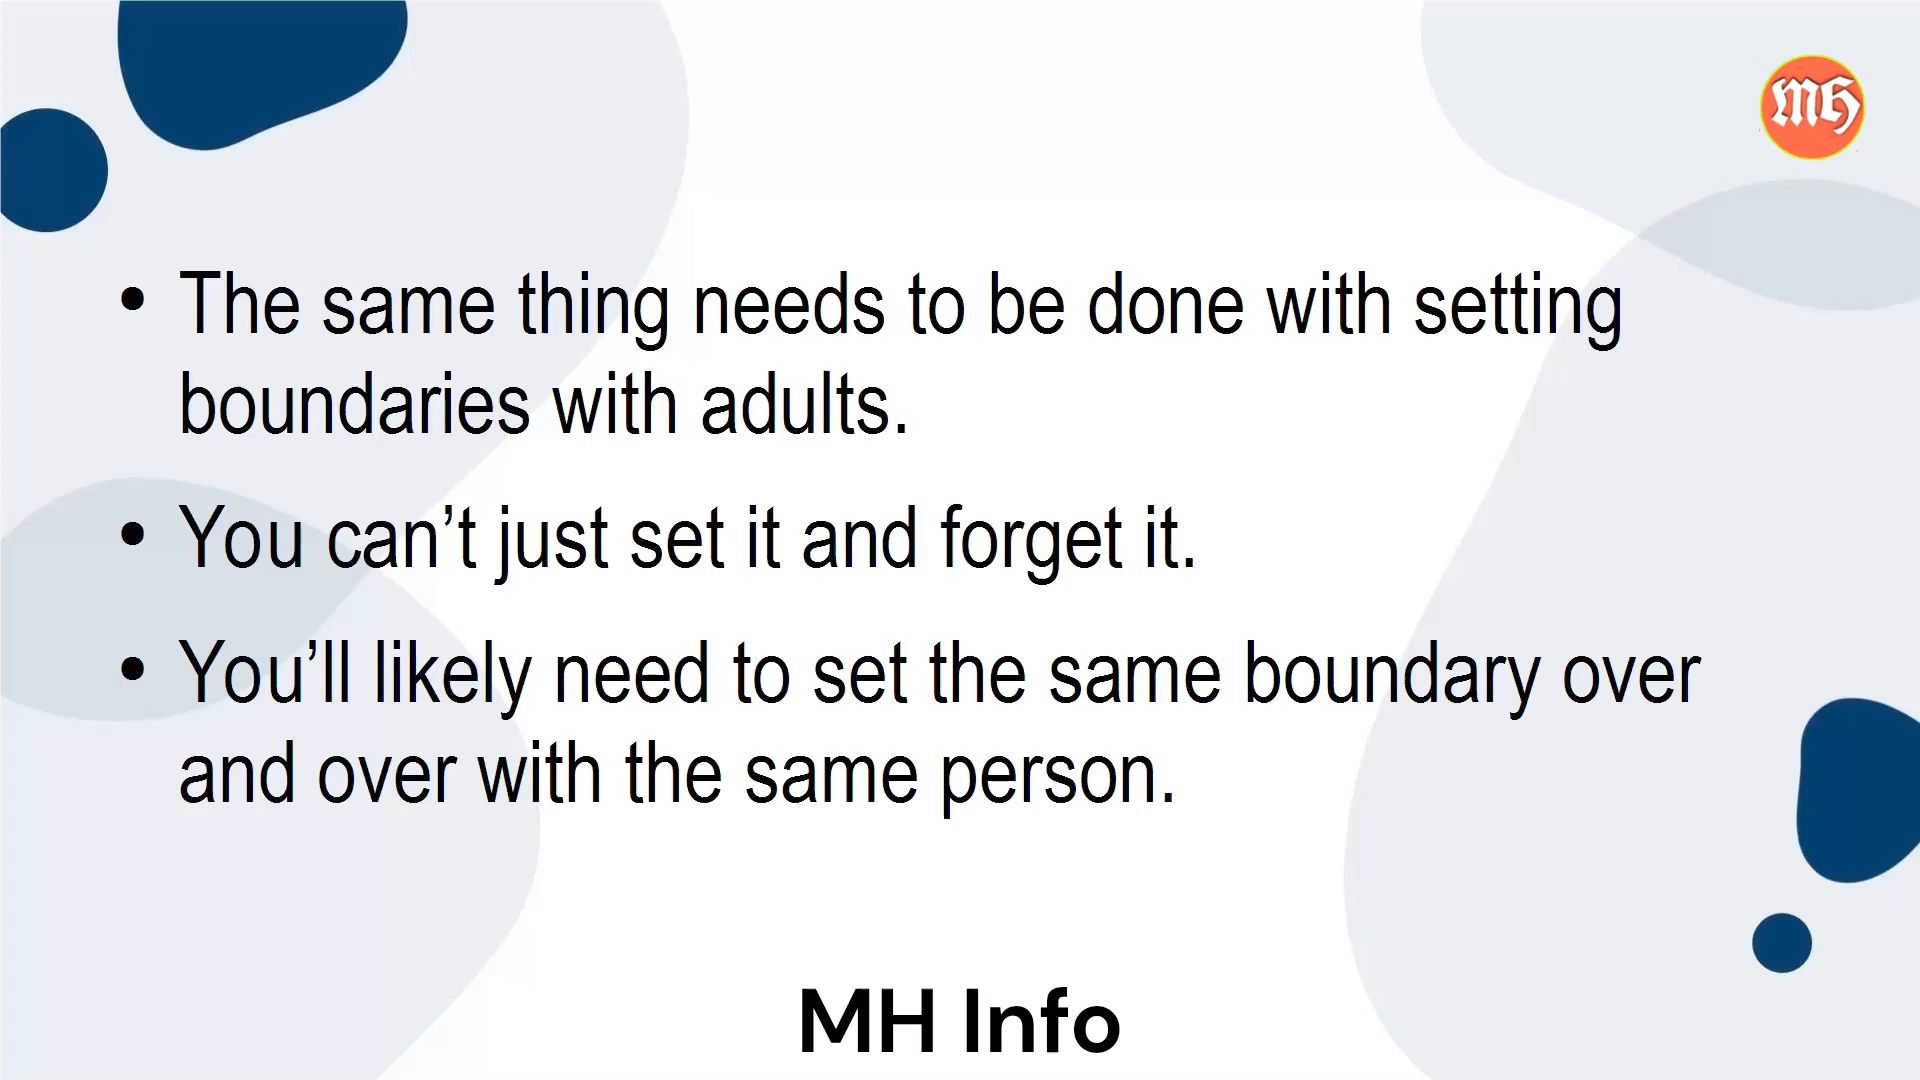 MH
• The same thing needs to be done with setting
boundaries with adults.
• You can’t just set it and forget it.
• You’ll likely need to set the same boundary over
and over with the same person.
MH Info